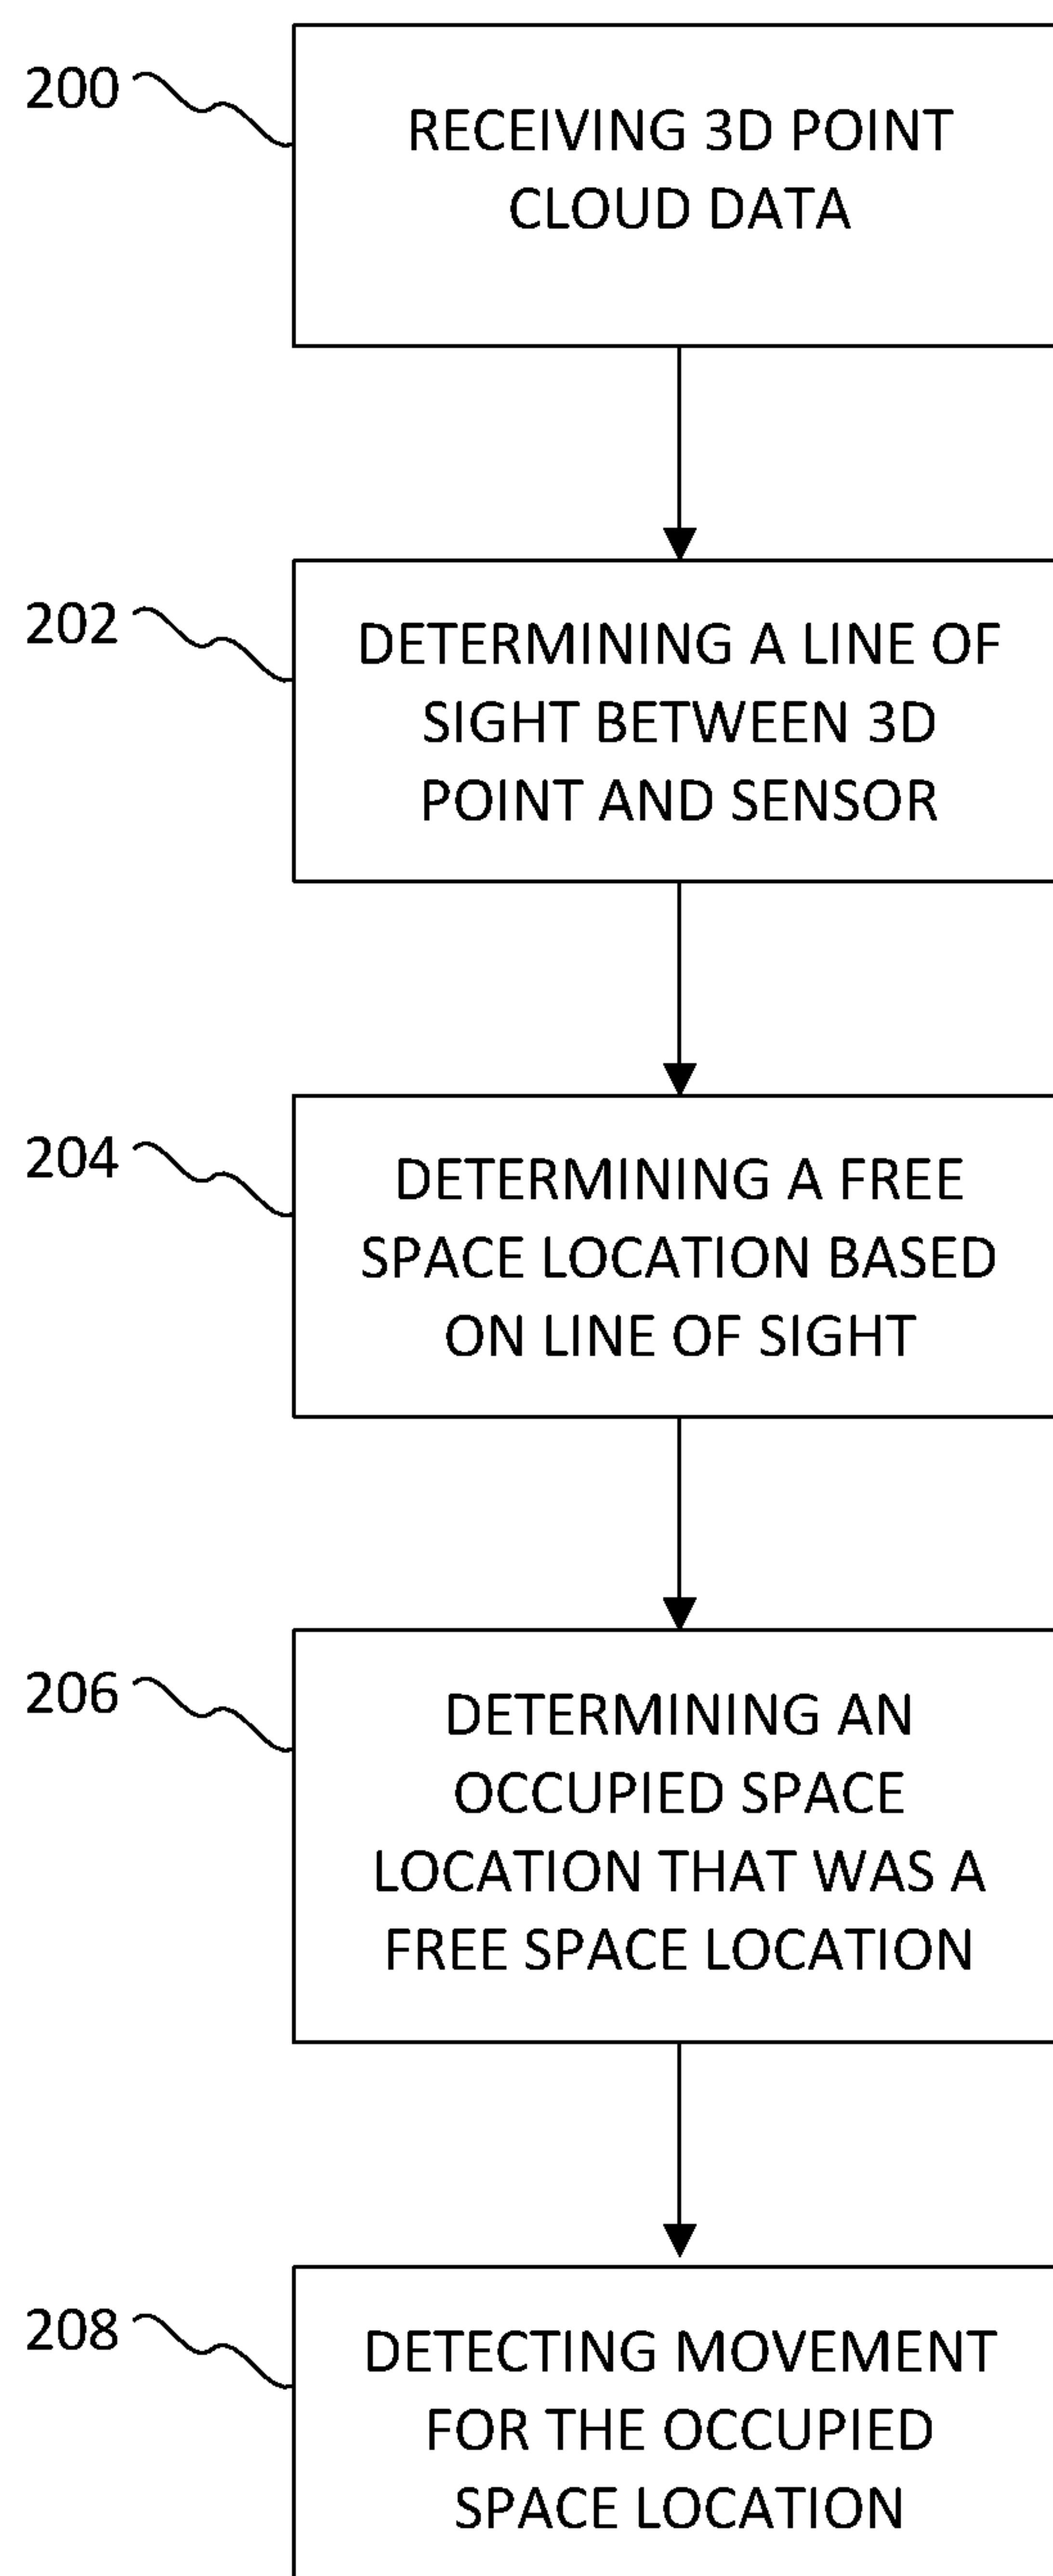 200
RECEIVING 3D POINT
CLOUD DATA
202
DETERMINING A LINE OF
SIGHT BETWEEN 3D
POINT AND SENSOR
204
DETERMINING A FREE
SPACE LOCATION BASED
ON LINE OF SIGHT
206
DETERMINING AN
OCCUPIED SPACE
LOCATION THAT WAS A
FREE SPACE LOCATION
208
DETECTING MOVEMENT
FOR THE OCCUPIED
SPACE LOCATION